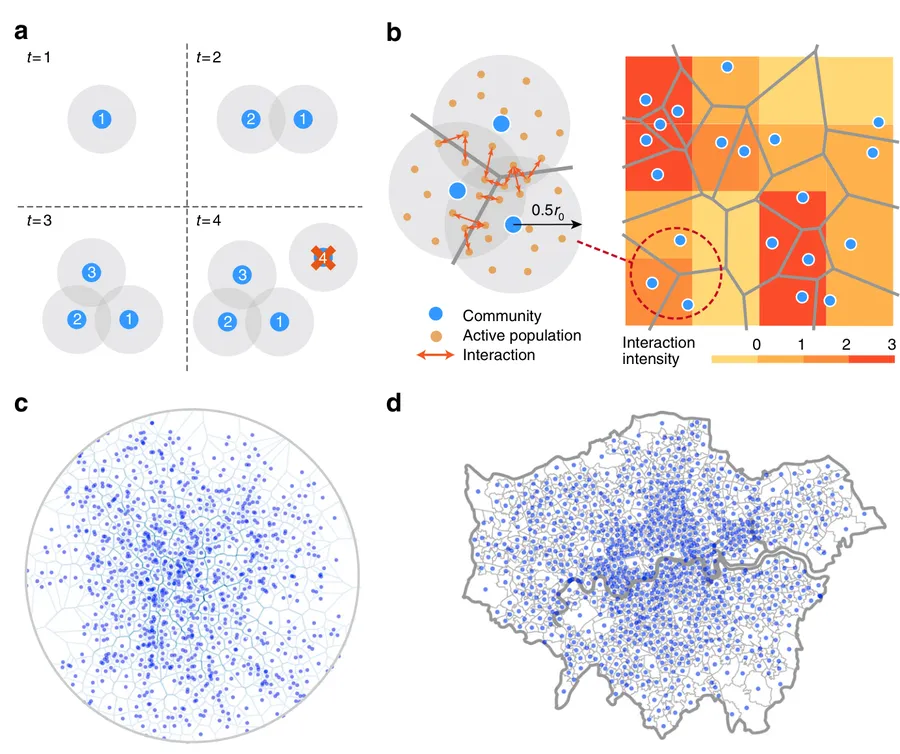 a
t=1
1
t=2
2 1
t=3
3
2 1
t=4
3
2 1
4
b
0.5r₀
Community
Active population
Interaction
Interaction
intensity
0 1 2 3
c
d